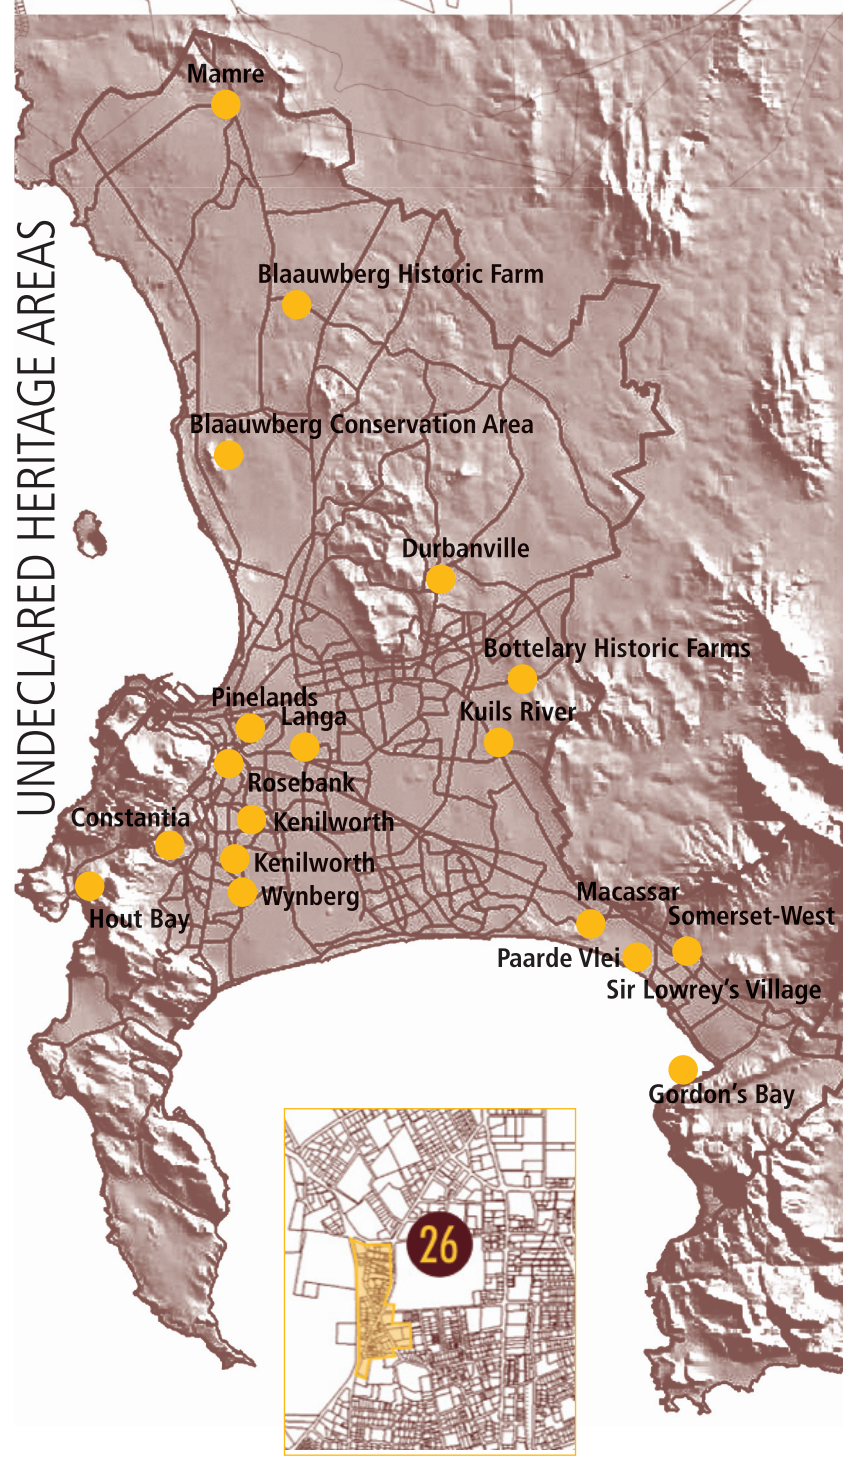 UNDECLARED HERITAGE AREAS
Mamre
Blaauwberg Historic Farm
Blaauwberg Conservation Area
Durbanville
Bottelary Historic Farms
Pinelands
Langa
Kuils River
Rosebank
Constantia
Kenilworth
Kenilworth
Wynberg
Hout Bay
Macassar
Somerset-West
Paarde Vlei
Sir Lowrey's Village
Gordon's Bay
26